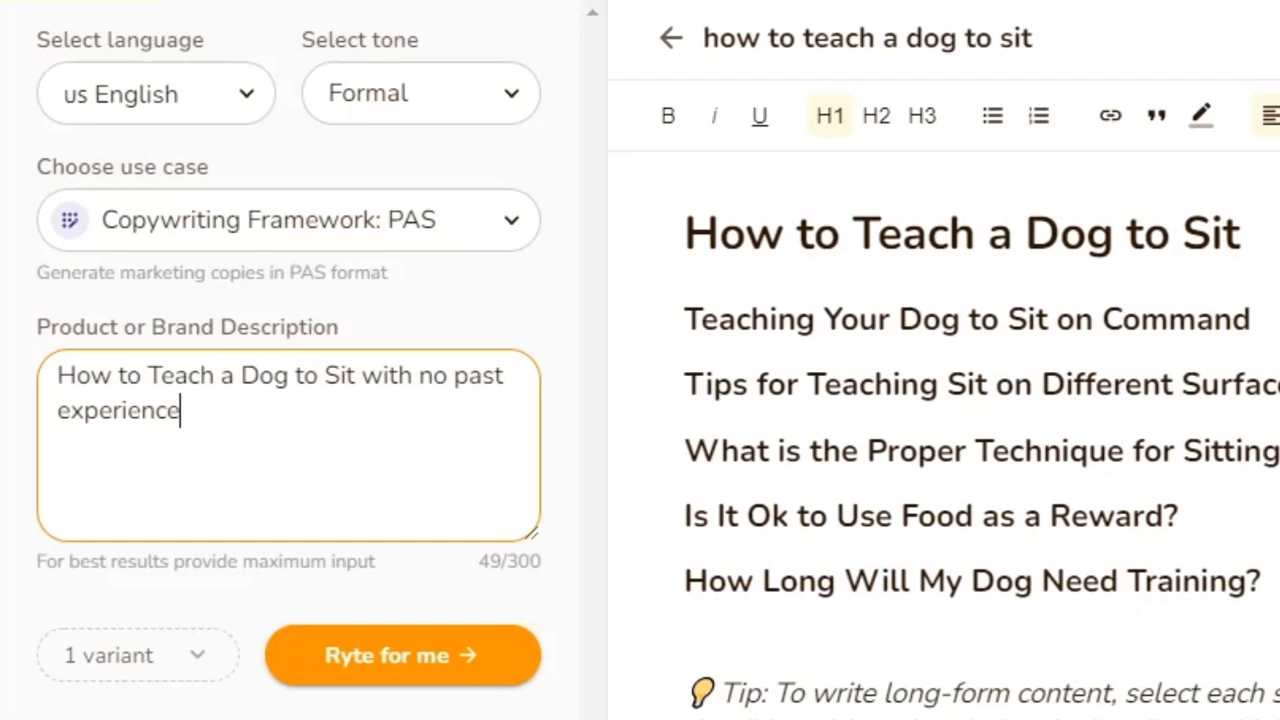 Select language
Select tone
us English
Formal
Choose use case
Copywriting Framework: PAS
Generate marketing copies in PAS format
Product or Brand Description
How to Teach a Dog to Sit with no past
experience
For best results provide maximum input
49/300
1 variant
Ryte for me →
← how to teach a dog to sit
B i U H1 H2 H3
How to Teach a Dog to Sit
Teaching Your Dog to Sit on Command
Tips for Teaching Sit on Different
What is the Proper Technique for Sitting
Is It Ok to Use Food as a Reward?
How Long Will My Dog Need Training?
Tip: To write long-form content, select each